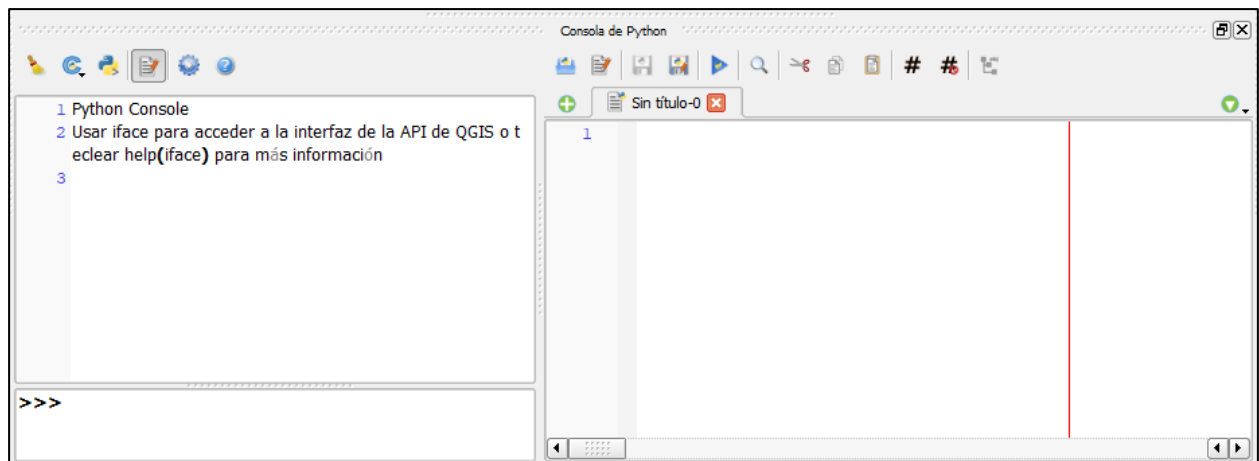 Consola de Python
1 Python Console
2 Usar iface para acceder a la interfaz de la API de QGIS o t
eclear help(iface) para más información
3
>>>
# #
Sin título-0
1